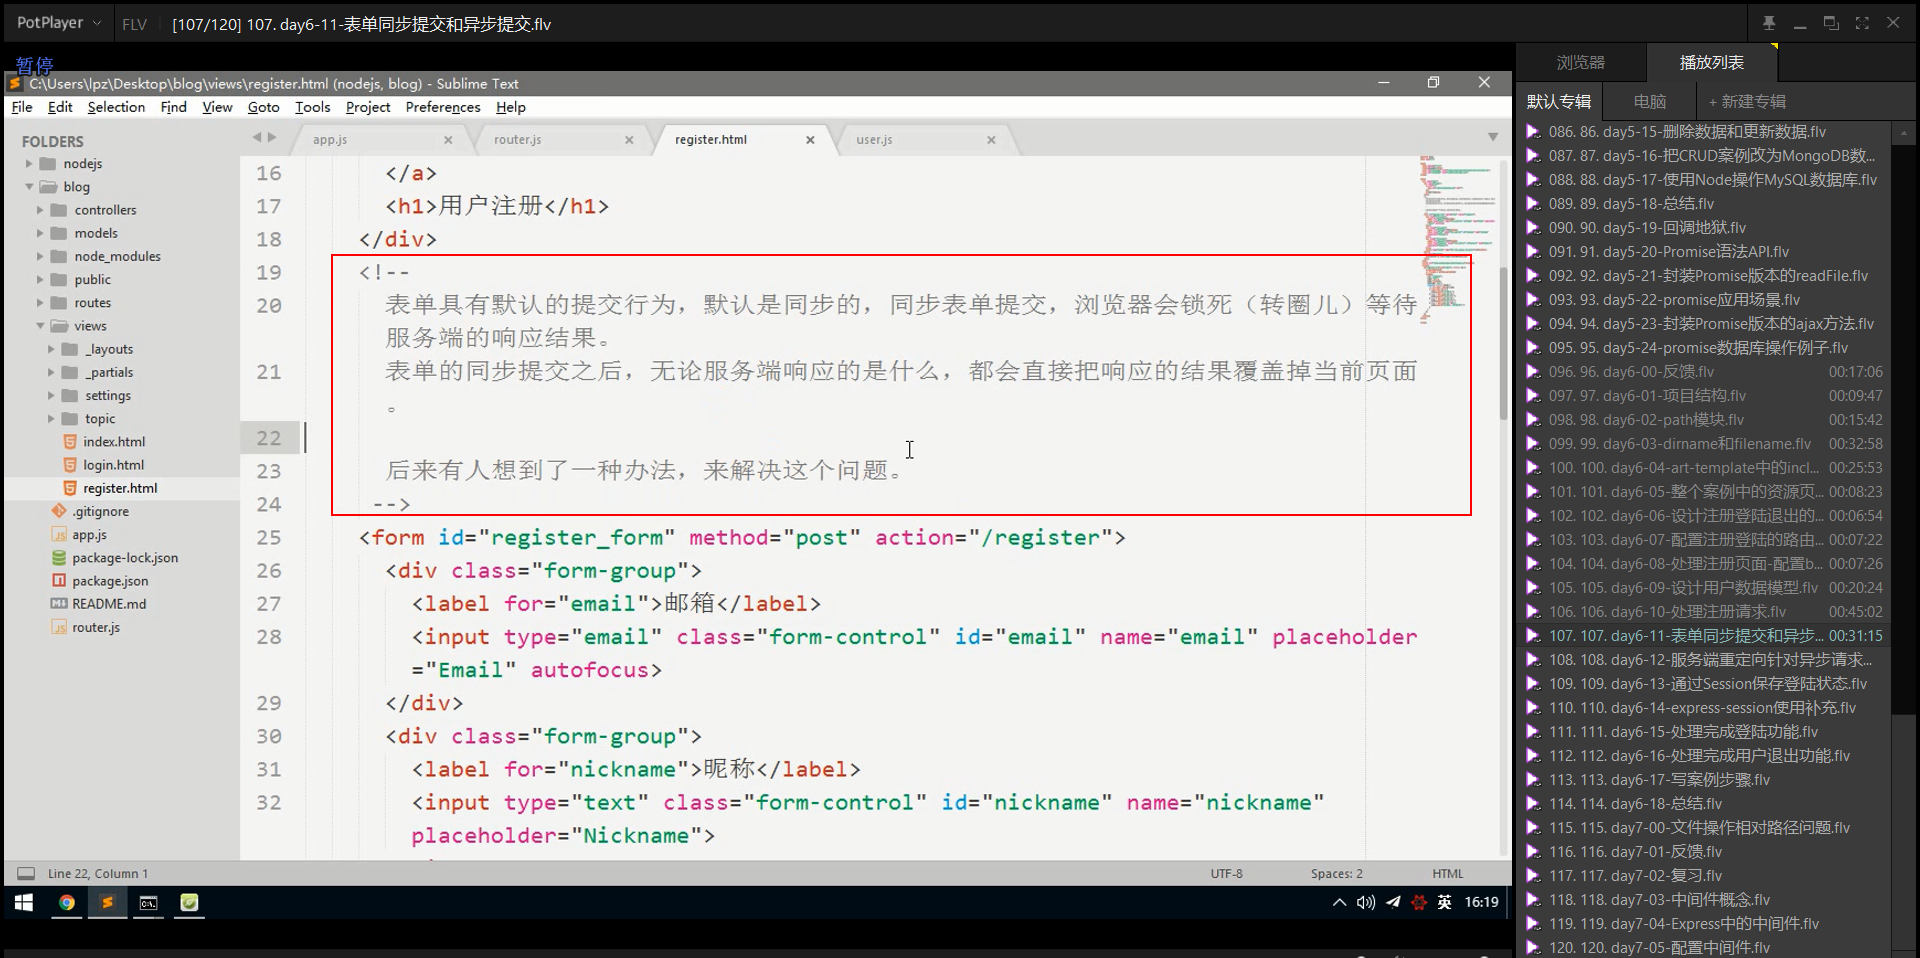 PotPlayer
FLV
[107/120] 107. day6-11-表单同步提交和异步提交.flv
暂停
C:\Users\lpz\Desktop\blog\views\register.html (nodejs, blog) - Sublime Text
File Edit Selection Find View Goto Tools Project Preferences Help
FOLDERS
nodejs
blog
controllers
models
node_modules
public
routes
views
_layouts
_partials
settings
topic
index.html
login.html
register.html
.gitignore
app.js
package-lock.json
package.json
README.md
router.js
app.js router.js register.html user.js
16 </a>
17 <h1>用户注册</h1>
18 </div>
19 <!--
20 表单具有默认的提交行为，默认是同步的，同步表单提交，浏览器会锁死（转圈儿）等待
服务端的响应结果。
21 表单的同步提交之后，无论服务端响应的是什么，都会直接把响应的结果覆盖掉当前页面
。
22
23 后来有人想到了一种办法，来解决这个问题。
24 -->
25 <form id="register_form" method="post" action="/register">
26 <div class="form-group">
27 <label for="email">邮箱</label>
28 <input type="email" class="form-control" id="email" name="email" placeholder
="Email" autofocus>
29 </div>
30 <div class="form-group">
31 <label for="nickname">昵称</label>
32 <input type="text" class="form-control" id="nickname" name="nickname"
placeholder="Nickname">
Line 22, Column 1
UTF-8
Spaces: 2
HTML
英
16:19
浏览器
播放列表
默认专辑
电脑
+ 新建专辑
086. 86. day5-15-删除数据和更新数据.flv
087. 87. day5-16-把CRUD案例改为MongoDB数...
088. 88. day5-17-使用Node操作MySQL数据库.flv
089. 89. day5-18-总结.flv
090. 90. day5-19-回调地狱.flv
091. 91. day5-20-Promise语法API.flv
092. 92. day5-21-封装Promise版本的readFile.flv
093. 93. day5-22-promise应用场景.flv
094. 94. day5-23-封装Promise版本的ajax方法.flv
095. 95. day5-24-promise数据库操作例子.flv
096. 96. day6-00-反馈.flv 00:17:06
097. 97. day6-01-项目结构.flv 00:09:47
098. 98. day6-02-path模块.flv 00:15:42
099. 99. day6-03-dirname和filename.flv 00:32:58
100. 100. day6-04-art-template中的incl... 00:25:53
101. 101. day6-05-整个案例中的资源页... 00:08:23
102. 102. day6-06-设计注册登陆退出的... 00:06:54
103. 103. day6-07-配置注册登陆的路由... 00:07:22
104. 104. day6-08-处理注册页面-配置b... 00:07:26
105. 105. day6-09-设计用户数据模型.flv 00:20:24
106. 106. day6-10-处理注册请求.flv 00:45:02
107. 107. day6-11-表单同步提交和异步... 00:31:15
108. 108. day6-12-服务端重定向针对异步请求...
109. 109. day6-13-通过Session保存登陆状态.flv
110. 110. day6-14-express-session使用补充.flv
111. 111. day6-15-处理完成登陆功能.flv
112. 112. day6-16-处理完成用户退出功能.flv
113. 113. day6-17-写案例步骤.flv
114. 114. day6-18-总结.flv
115. 115. day7-00-文件操作相对路径问题.flv
116. 116. day7-01-反馈.flv
117. 117. day7-02-复习.flv
118. 118. day7-03-中间件概念.flv
119. 119. day7-04-Express中的中间件.flv
120. 120. day7-05-配置中间件.flv